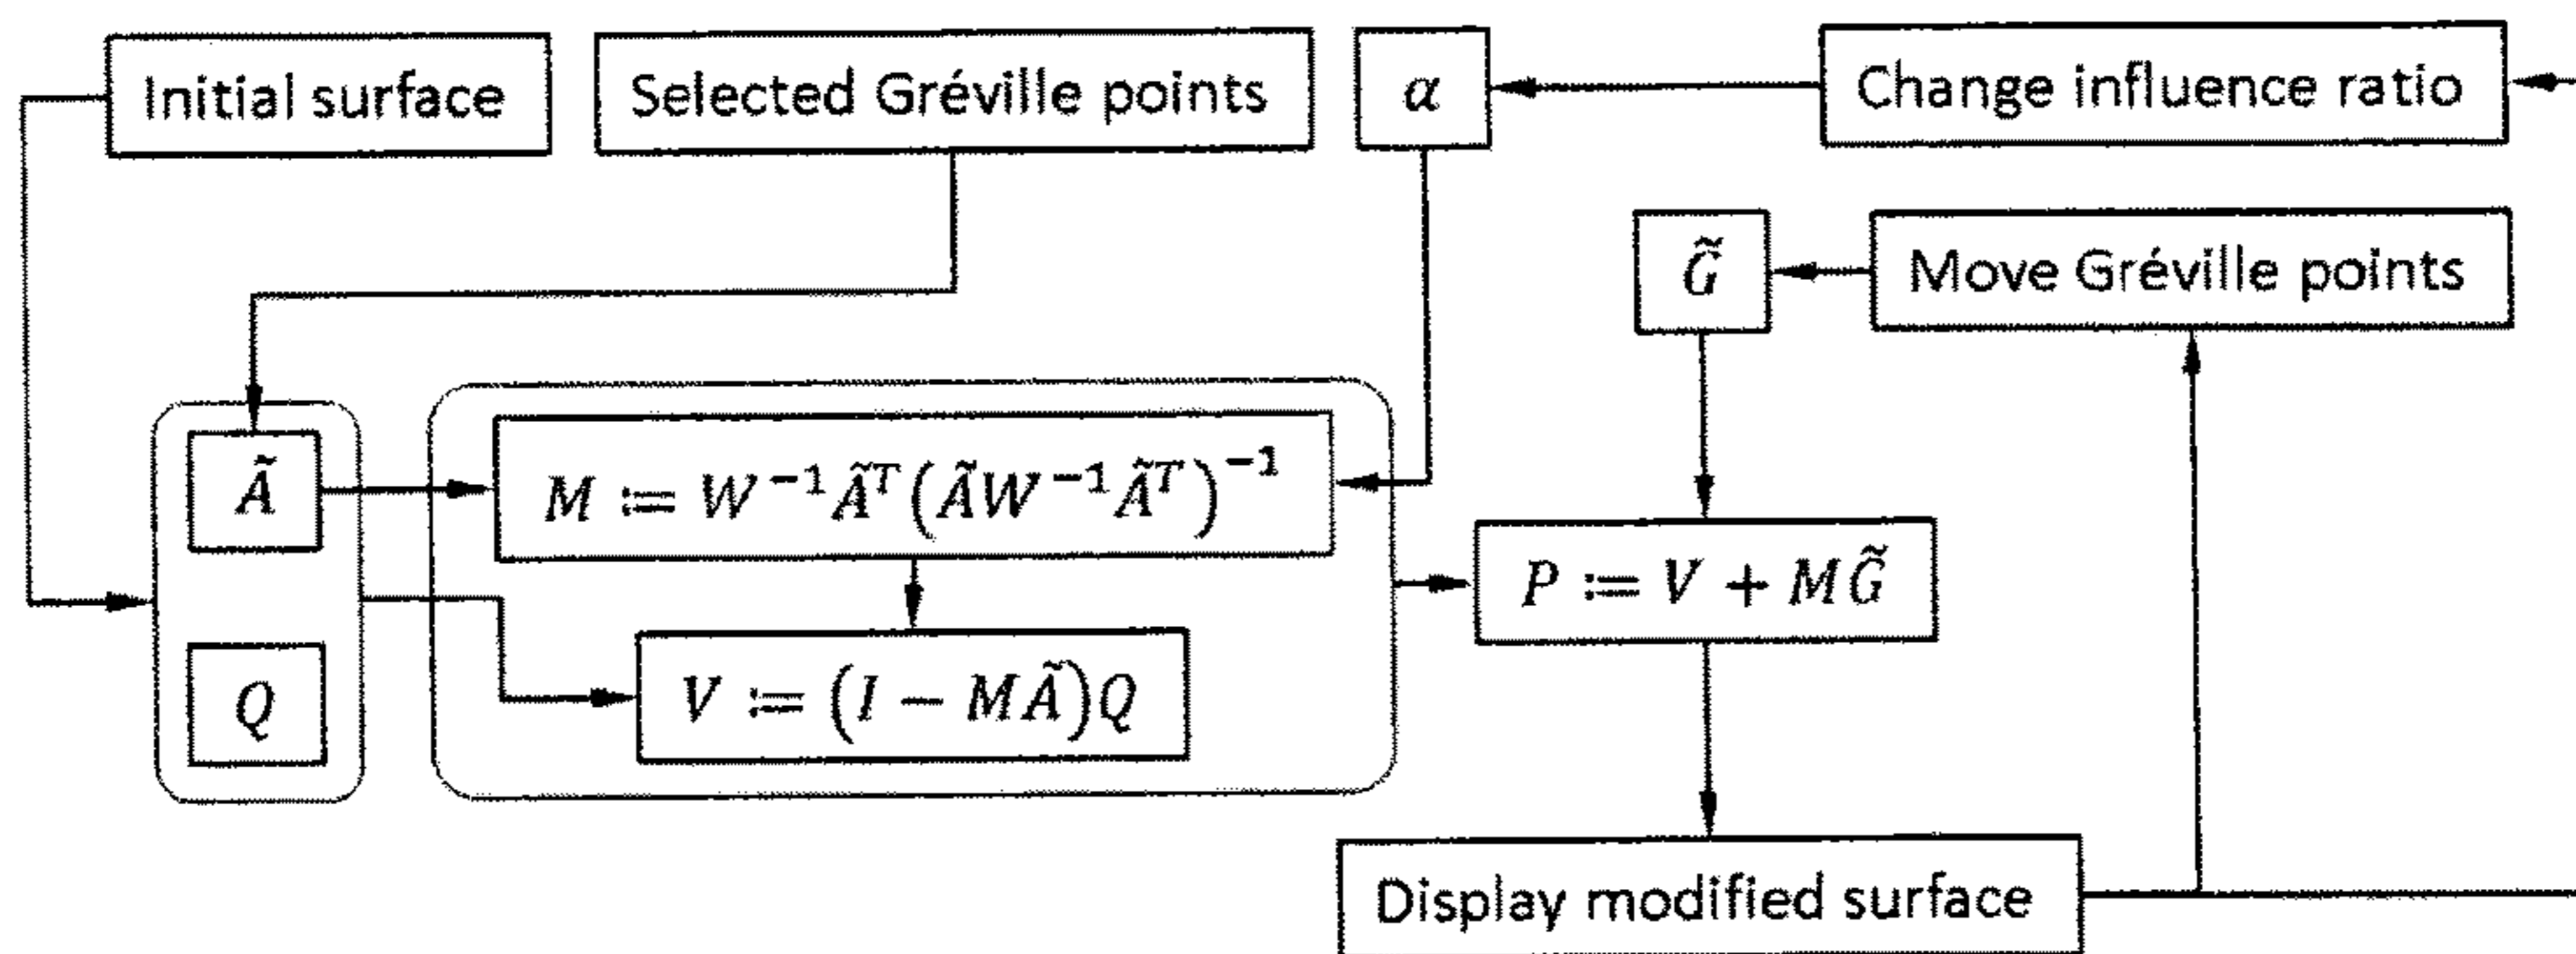 Initial surface
Selected Gréville points
α
Change influence ratio
G̃
Move Gréville points
Ã
M := W⁻¹Ãᵀ(ÃW⁻¹Ãᵀ)⁻¹
P := V + MG̃
Q
V := (I − MÃ)Q
Display modified surface